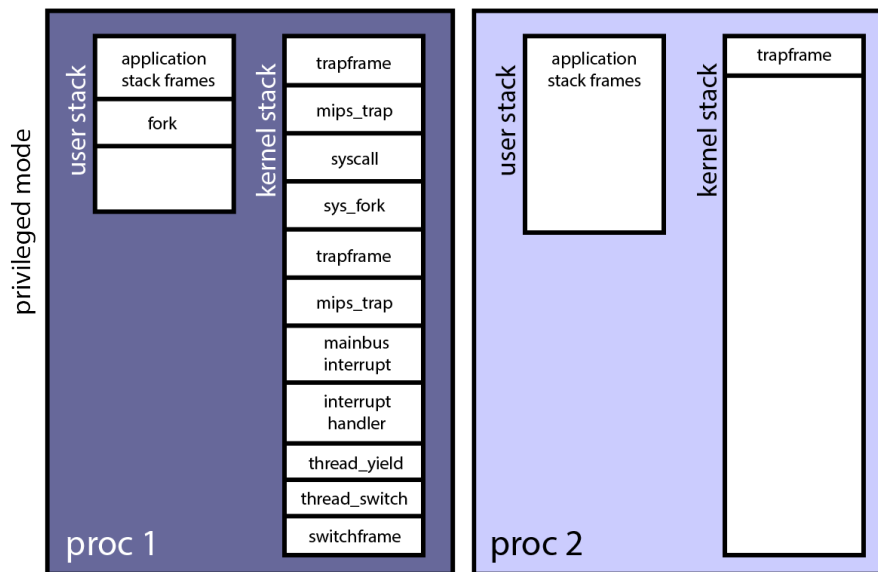 privileged mode
user stack
application
stack frames
fork
kernel stack
trapframe
mips_trap
syscall
sys_fork
trapframe
mips_trap
mainbus
interrupt
interrupt
handler
thread_yield
thread_switch
switchframe
proc 1
user stack
application
stack frames
kernel stack
trapframe
proc 2